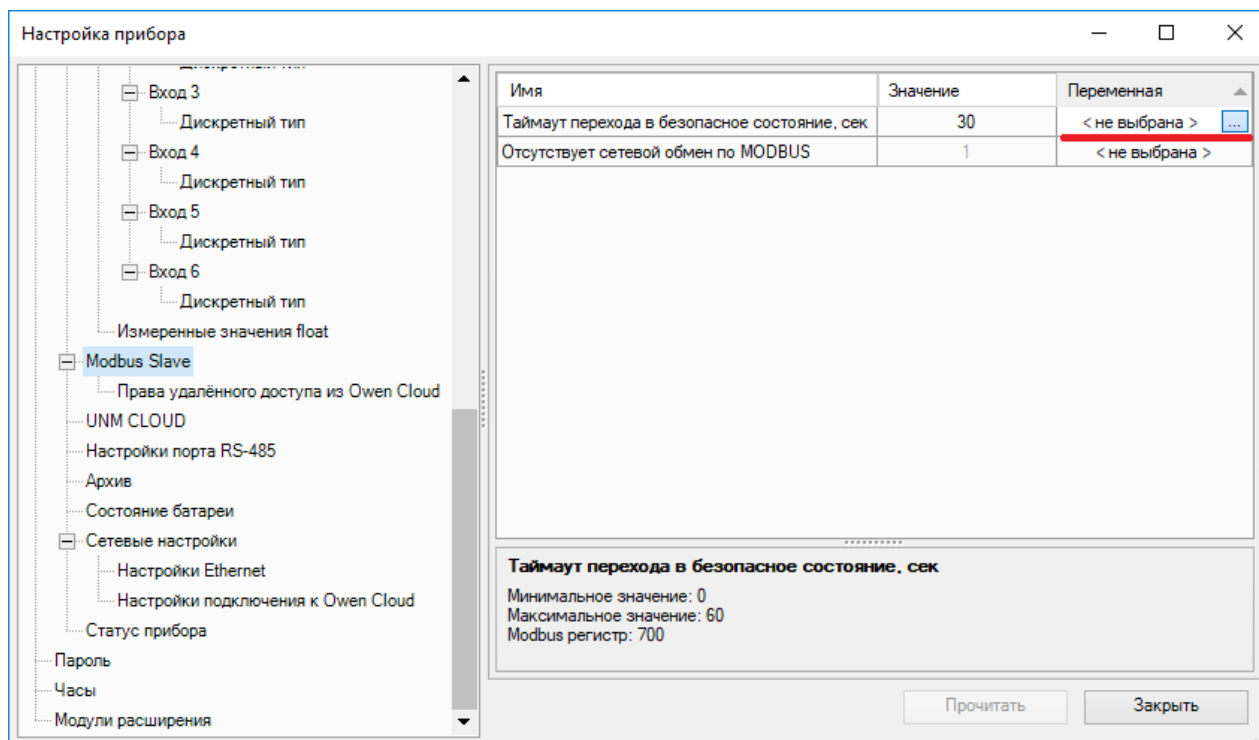 Настройка прибора
Вход 3
Дискретный тип
Вход 4
Дискретный тип
Вход 5
Дискретный тип
Вход 6
Дискретный тип
Измеренные значения float
Modbus Slave
Права удалённого доступа из Owen Cloud
UNM CLOUD
Настройки порта RS-485
Архив
Состояние батареи
Сетевые настройки
Настройки Ethernet
Настройки подключения к Owen Cloud
Статус прибора
Пароль
Часы
Модули расширения
Имя Значение Переменная
Таймаут перехода в безопасное состояние, сек 30 < не выбрана > ...
Отсутствует сетевой обмен по MODBUS 1 < не выбрана >
Таймаут перехода в безопасное состояние, сек
Минимальное значение: 0
Максимальное значение: 60
Modbus регистр: 700
Прочитать Закрыть